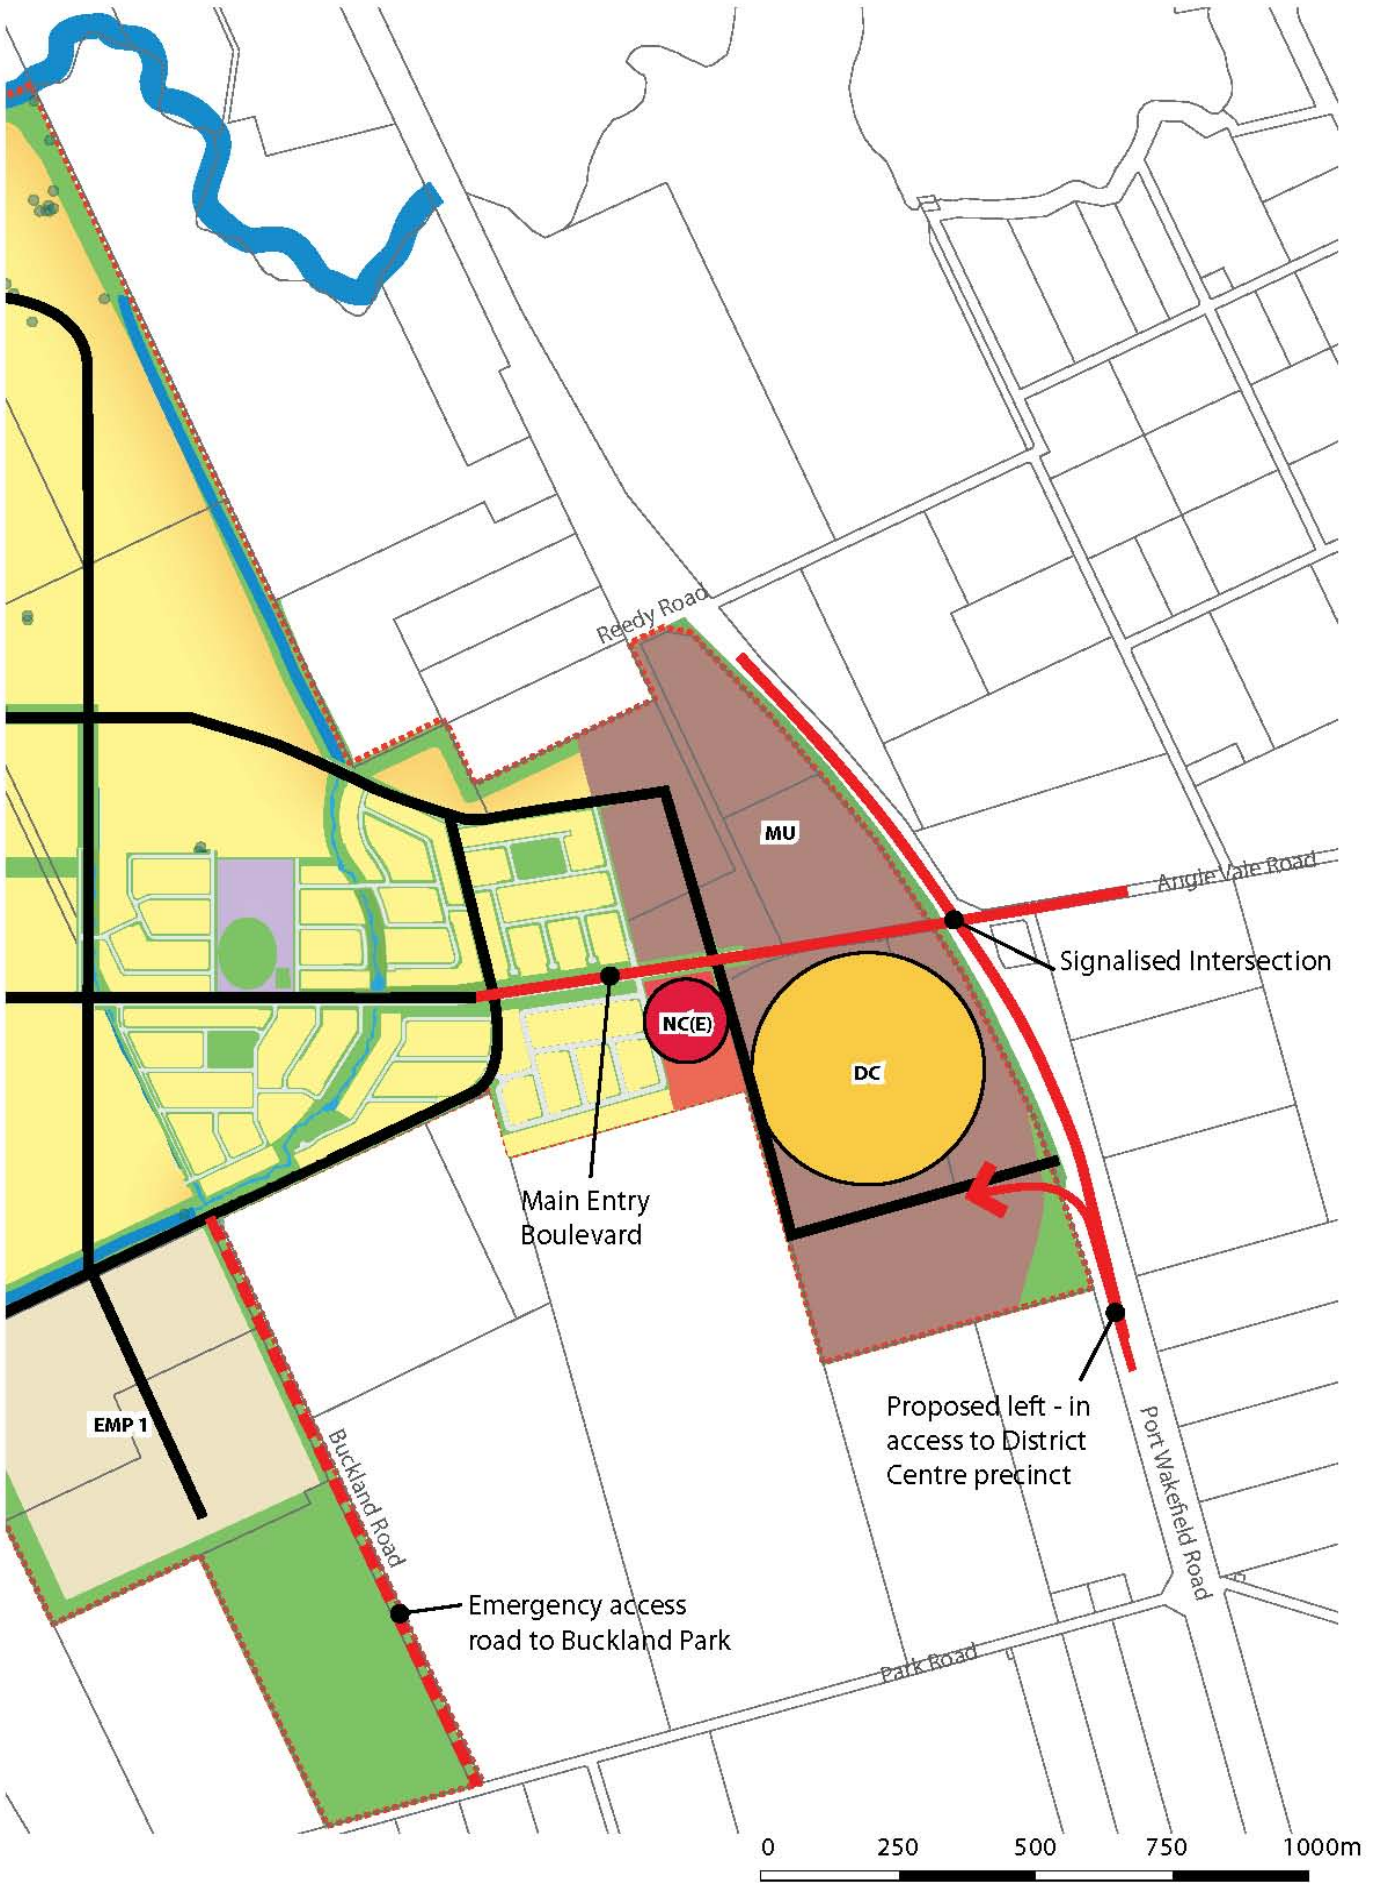 Reedy Road
MU
Angle Vale Road
Signalised Intersection
NC(E)
DC
Main Entry
Boulevard
EMP 1
Buckland Road
Proposed left - in
access to District
Centre precinct
Port Wakefield Road
Emergency access
road to Buckland Park
Park Road
0 250 500 750 1000m